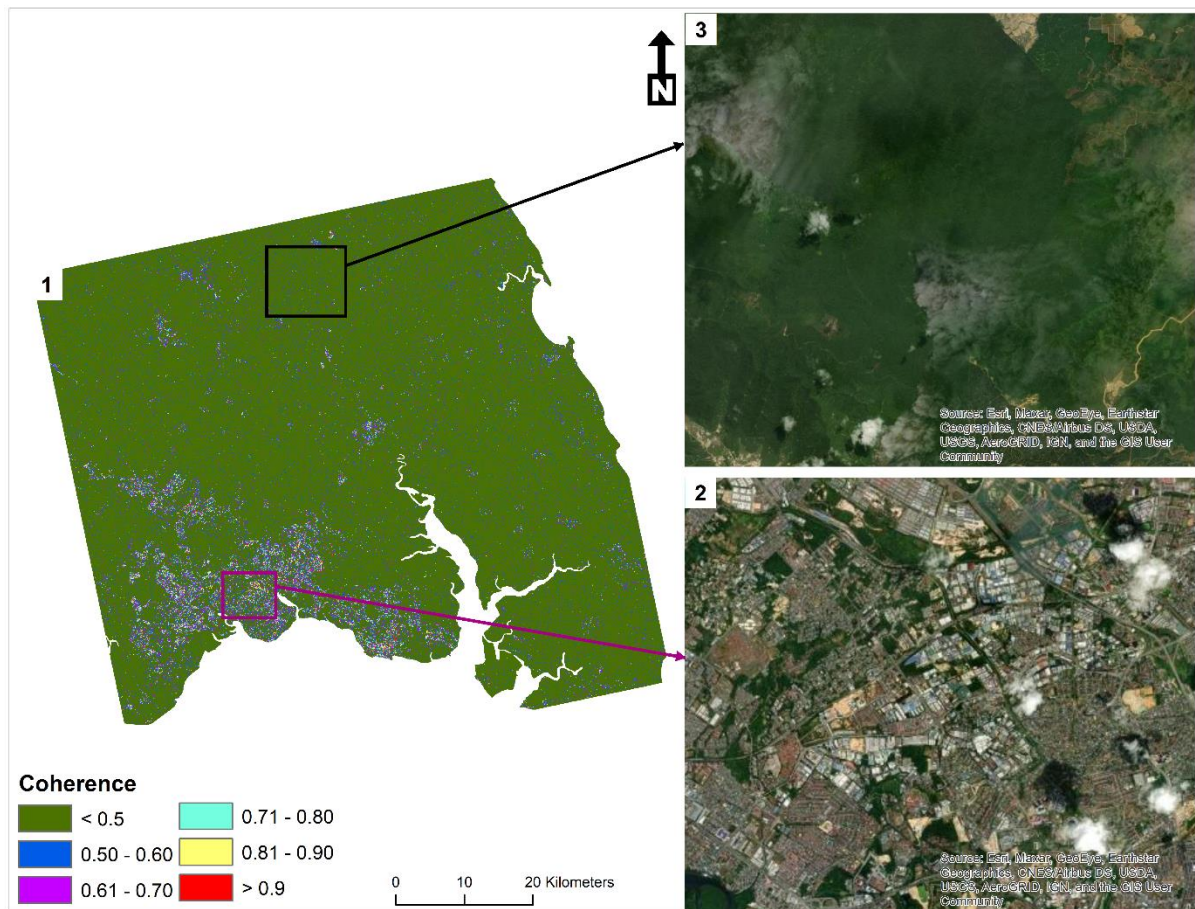 3
N
1
Source: Esri, Maxar, GeoEye, Earthstar
Geographics, CNES/Airbus DS, USDA,
USGS, AeroGRID, IGN, and the GIS User
Community
2
Source: Esri, Maxar, GeoEye, Earthstar
Geographics, CNES/Airbus DS, USDA,
USGS, AeroGRID, IGN, and the GIS User
Community
Coherence
< 0.5
0.50 - 0.60
0.61 - 0.70
0.71 - 0.80
0.81 - 0.90
> 0.9
0 10 20 Kilometers